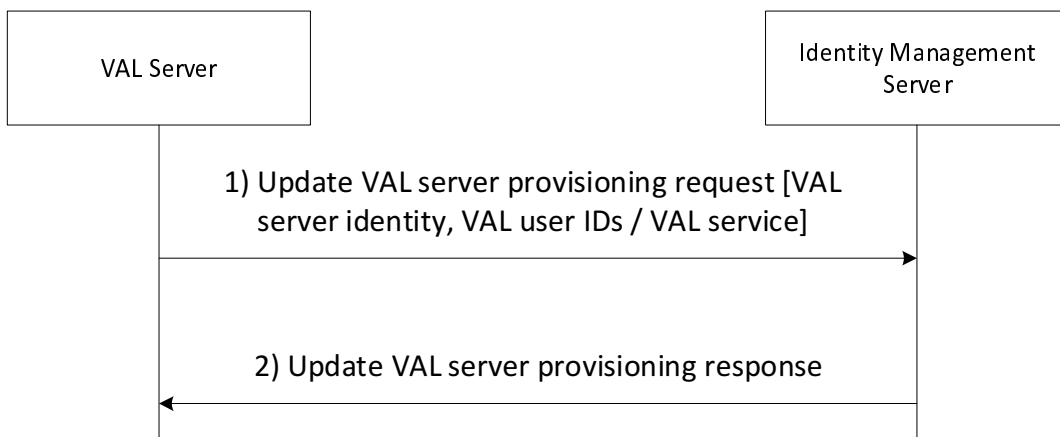 VAL Server
Identity Management
Server
1) Update VAL server provisioning request [VAL
server identity, VAL user IDs / VAL service]
2) Update VAL server provisioning response